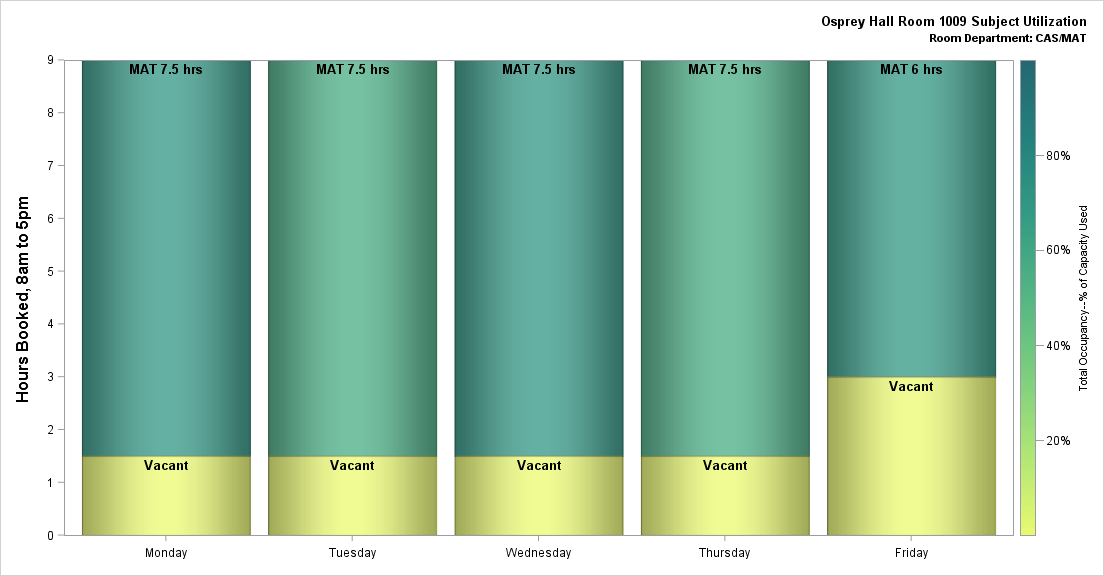 Osprey Hall Room 1009 Subject Utilization
Room Department: CAS/MAT
Hours Booked, 8am to 5pm
9
8
7
6
5
4
3
2
1
0
MAT 7.5 hrs
MAT 7.5 hrs
MAT 7.5 hrs
MAT 7.5 hrs
MAT 6 hrs
Vacant
Vacant
Vacant
Vacant
Vacant
Monday
Tuesday
Wednesday
Thursday
Friday
80%
60%
40%
20%
Total Occupancy--% of Capacity Used